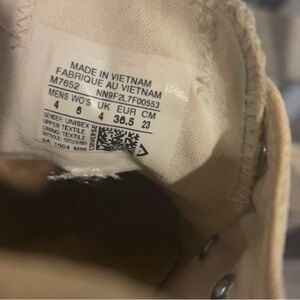 MADE IN VIETNAM
FABRIQUE AU VIETNAM
M7652 NN9F2L7F00553
MENS WO'S UK EUR CM
4 6 4 36.5 23
GENDER: UNISEX
UPPER: TEXTILE
LINING: TEXTILE
CONVERSE